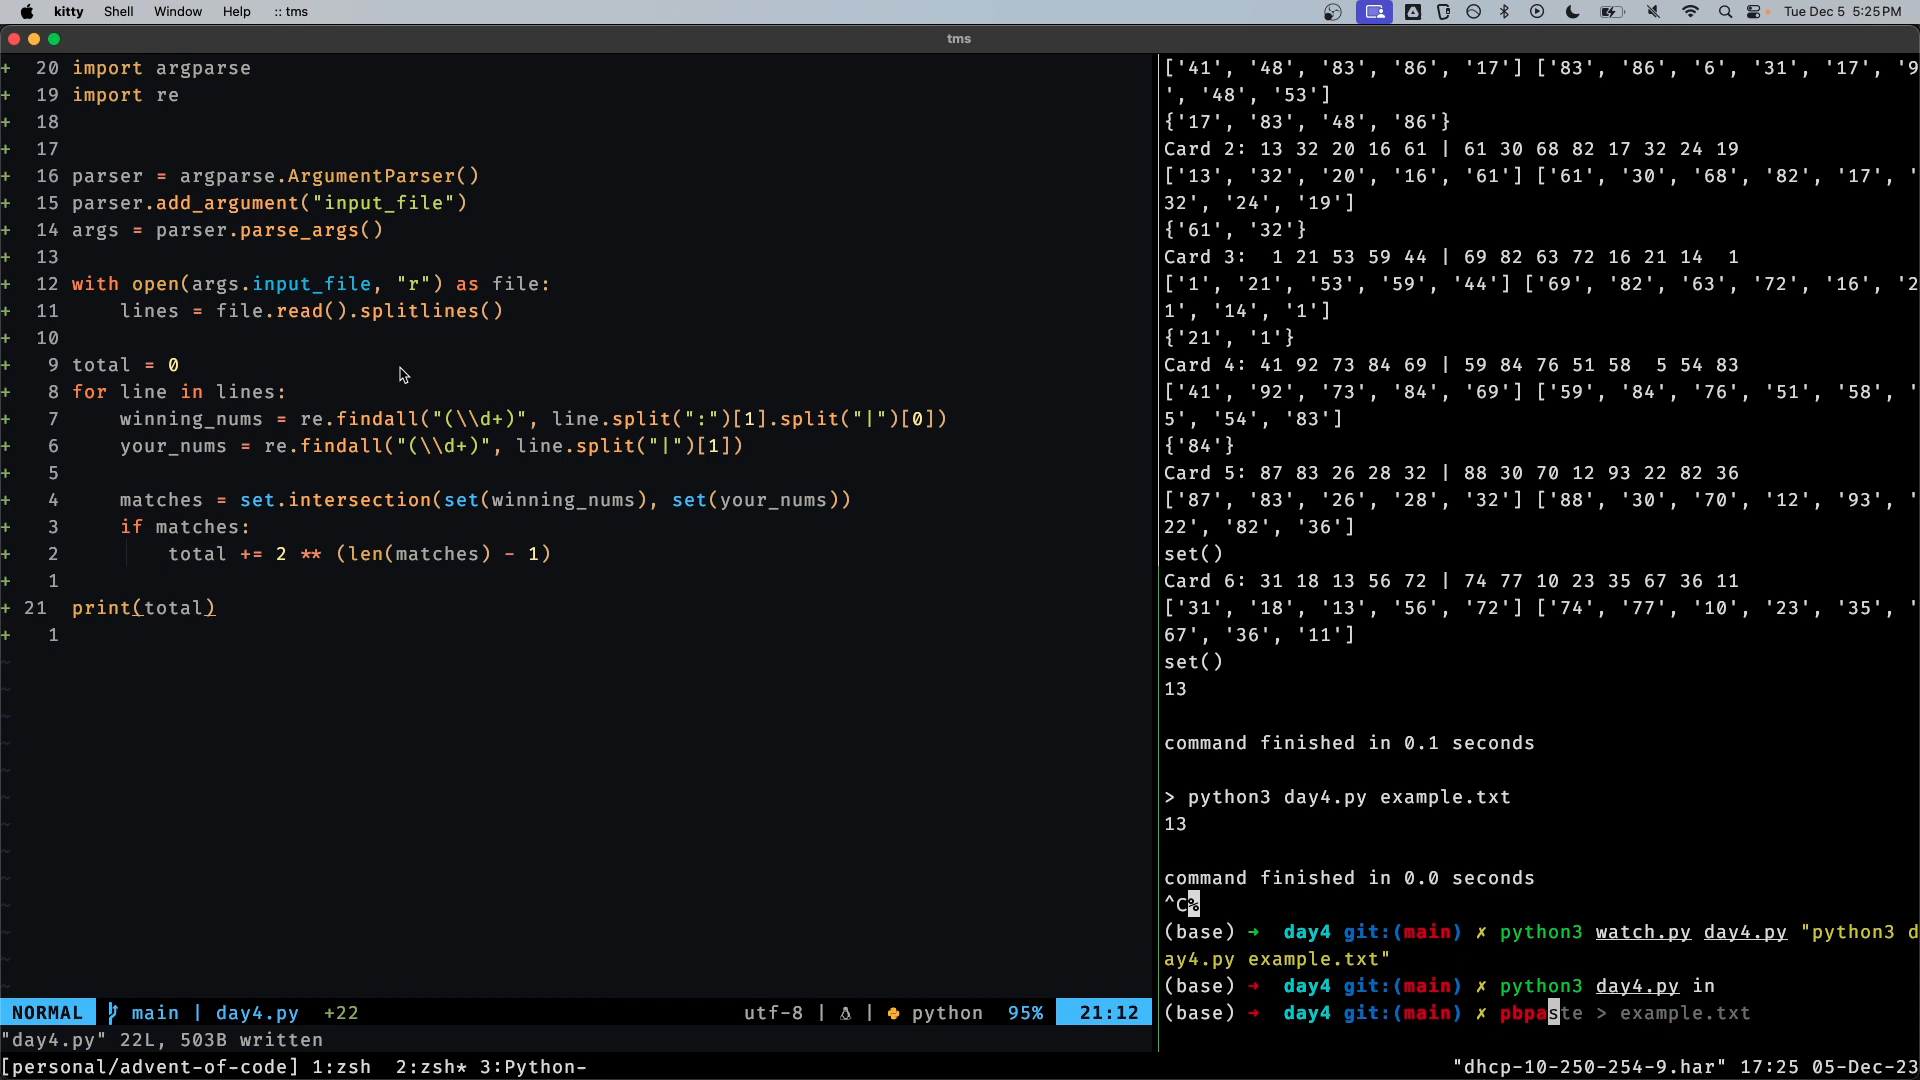 kitty Shell Window Help :: tms Tue Dec 5 5:25 PM
tms
+ 20 import argparse
+ 19 import re
+ 18
+ 17
+ 16 parser = argparse.ArgumentParser()
+ 15 parser.add_argument("input_file")
+ 14 args = parser.parse_args()
+ 13
+ 12 with open(args.input_file, "r") as file:
+ 11     lines = file.read().splitlines()
+ 10
+ 9 total = 0
+ 8 for line in lines:
+ 7     winning_nums = re.findall("(\\d+)", line.split(":")[1].split("|")[0])
+ 6     your_nums = re.findall("(\\d+)", line.split("|")[1])
+ 5
+ 4     matches = set.intersection(set(winning_nums), set(your_nums))
+ 3     if matches:
+ 2         total += 2 ** (len(matches) - 1)
+ 1
+ 21 print(total)
+ 1
~
~
~
~
~
~
~
~
~
~
~
~
~
NORMAL main | day4.py +22 utf-8 | | python 95% 21:12
"day4.py" 22L, 503B written
['41', '48', '83', '86', '17'] ['83', '86', '6', '31', '17', '9
', '48', '53']
{'17', '83', '48', '86'}
Card 2: 13 32 20 16 61 | 61 30 68 82 17 32 24 19
['13', '32', '20', '16', '61'] ['61', '30', '68', '82', '17', '
32', '24', '19']
{'61', '32'}
Card 3:  1 21 53 59 44 | 69 82 63 72 16 21 14  1
['1', '21', '53', '59', '44'] ['69', '82', '63', '72', '16', '2
1', '14', '1']
{'21', '1'}
Card 4: 41 92 73 84 69 | 59 84 76 51 58  5 54 83
['41', '92', '73', '84', '69'] ['59', '84', '76', '51', '58', '
5', '54', '83']
{'84'}
Card 5: 87 83 26 28 32 | 88 30 70 12 93 22 82 36
['87', '83', '26', '28', '32'] ['88', '30', '70', '12', '93', '
22', '82', '36']
set()
Card 6: 31 18 13 56 72 | 74 77 10 23 35 67 36 11
['31', '18', '13', '56', '72'] ['74', '77', '10', '23', '35', '
67', '36', '11']
set()
13
command finished in 0.1 seconds
> python3 day4.py example.txt
13
command finished in 0.0 seconds
^C%
(base) ➜ day4 git:(main) ✗ python3 watch.py day4.py "python3 d
ay4.py example.txt"
(base) ➜ day4 git:(main) ✗ python3 day4.py in
(base) ➜ day4 git:(main) ✗ pbpaste > example.txt
[personal/advent-of-code] 1:zsh  2:zsh* 3:Python- "dhcp-10-250-254-9.har" 17:25 05-Dec-23